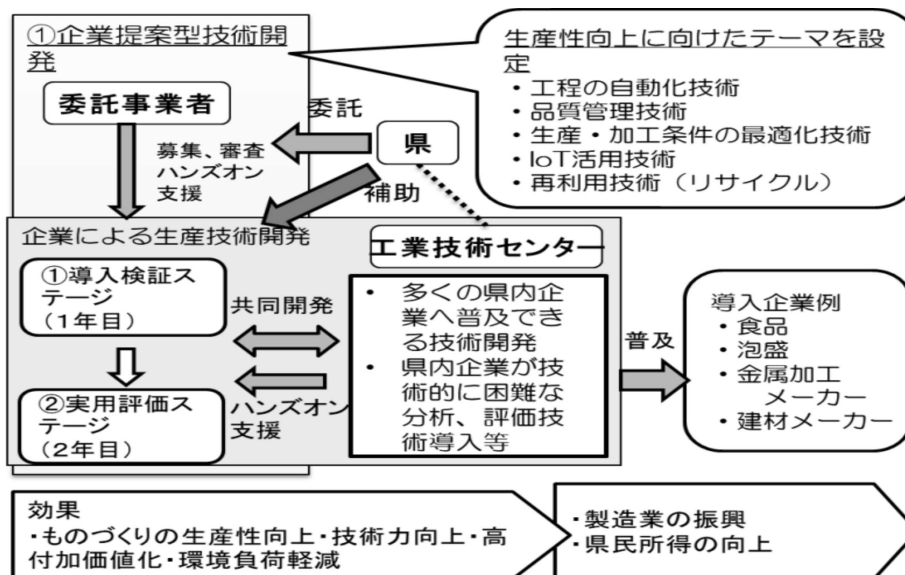 ①企業提案型技術開
発
委託事業者
委託
県
募集、審査
ハンズオン
支援
補助
生産性向上に向けたテーマを設
定
・工程の自動化技術
・品質管理技術
・生産・加工条件の最適化技術
・IoT活用技術
・再利用技術（リサイクル）
企業による生産技術開発
①導入検証ス
テージ
（1年目）
②実用評価ス
テージ
（2年目）
共同開発
ハンズオン
支援
工業技術センター
• 多くの県内企
業へ普及でき
る技術開発
• 県内企業が技
術的に困難な
分析、評価技
術導入等
普及
導入企業例
・食品
・泡盛
・金属加工
メーカー
・建材メーカー
効果
・ものづくりの生産性向上・技術力向上・高
付加価値化・環境負荷軽減
・製造業の振興
・県民所得の向上